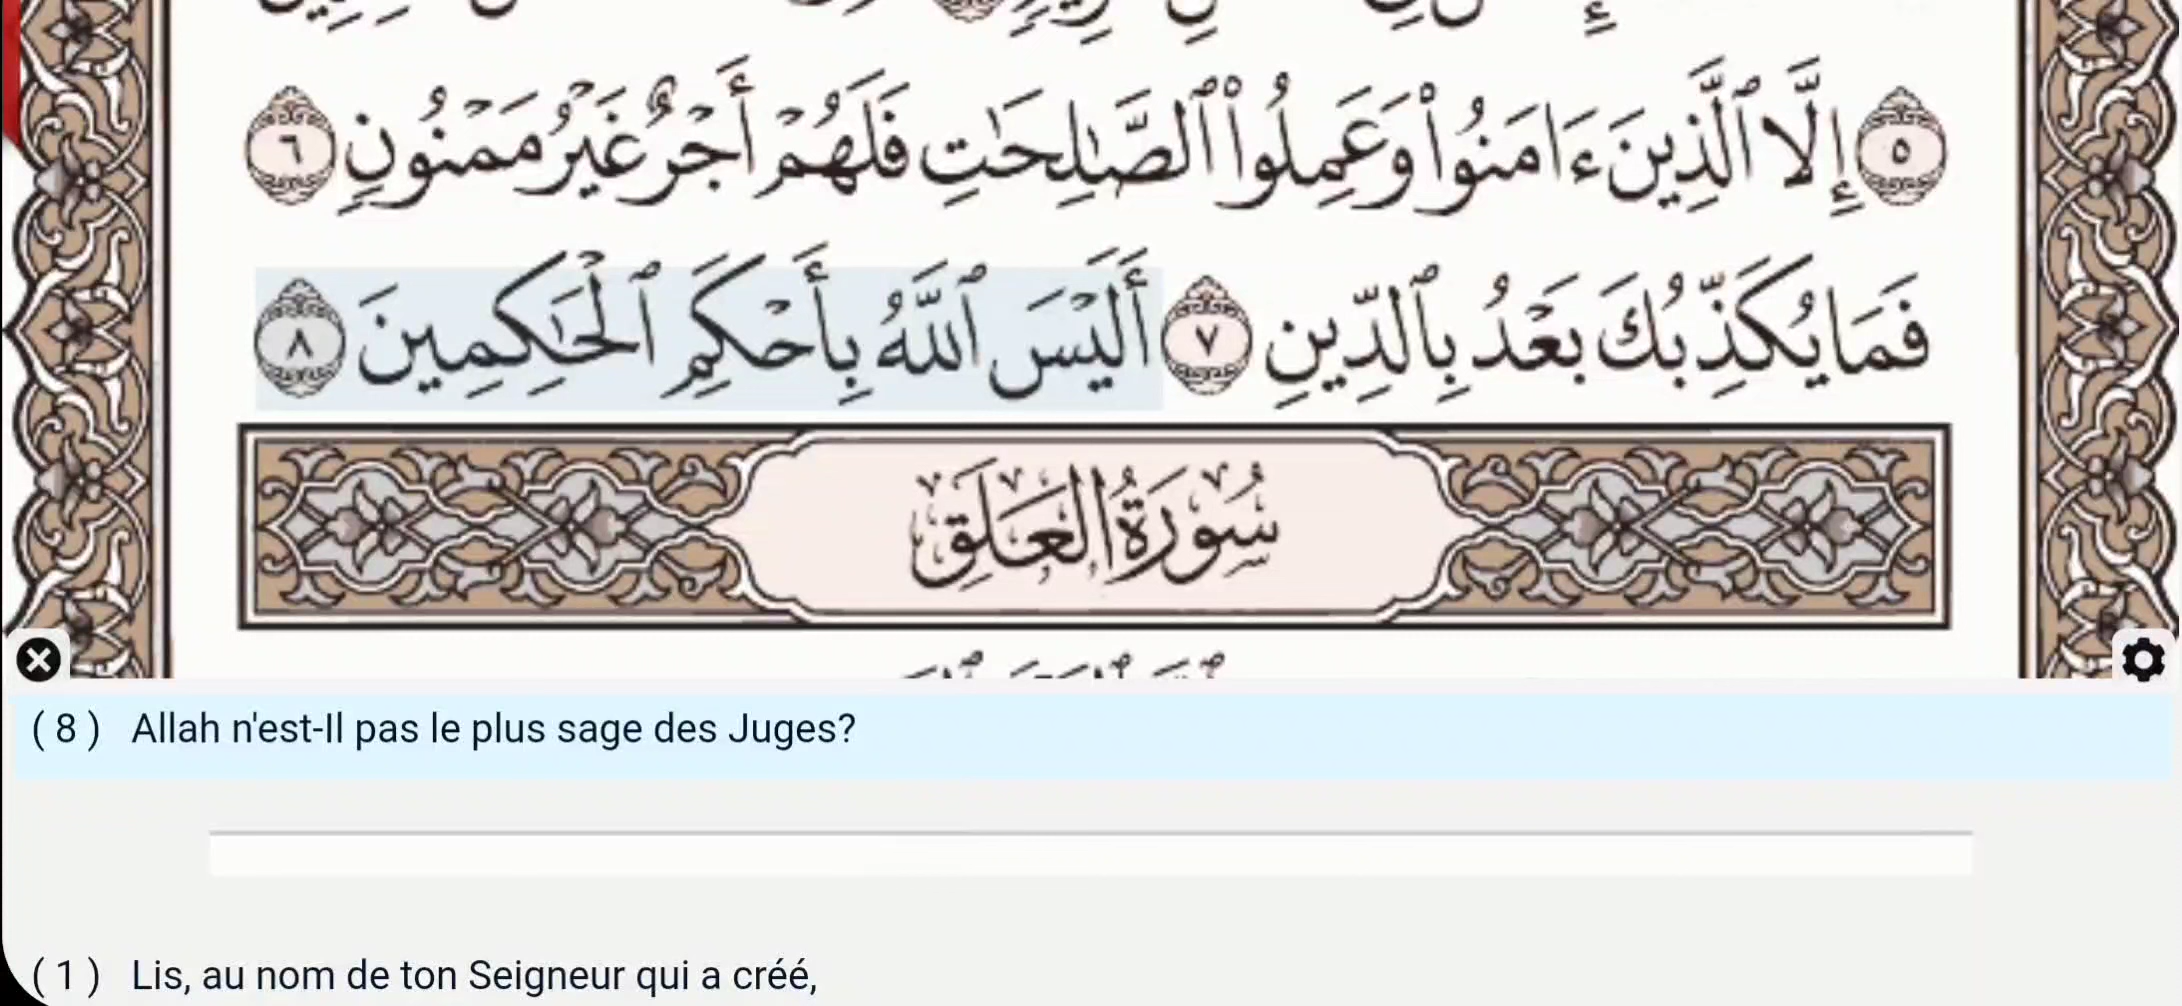 ٥ إِلَّا ٱلَّذِينَ ءَامَنُوا۟ وَعَمِلُوا۟ ٱلصَّٰلِحَٰتِ فَلَهُمْ أَجْرٌ غَيْرُ مَمْنُونٍ ٦
فَمَا يُكَذِّبُكَ بَعْدُ بِٱلدِّينِ ٧ أَلَيْسَ ٱللَّهُ بِأَحْكَمِ ٱلْحَٰكِمِينَ ٨
سُورَةُ العَلَقِ
( 8 ) Allah n'est-Il pas le plus sage des Juges?
( 1 ) Lis, au nom de ton Seigneur qui a créé,